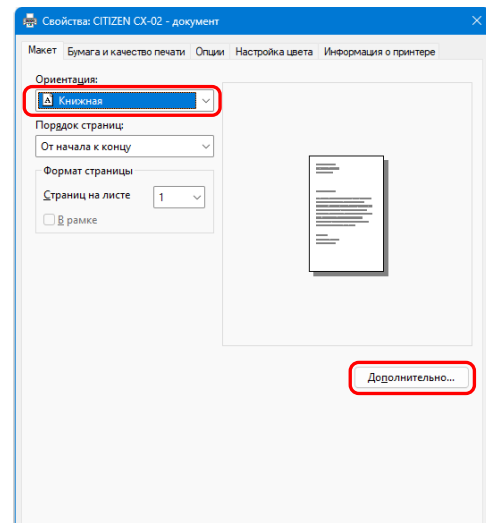 Свойства: CITIZEN CX-02 - документ
Макет Бумага и качество печати Опции Настройка цвета Информация о принтере
Ориентация:
A Книжная
Порядок страниц:
От начала к концу
Формат страницы
Страниц на листе 1
В рамке
Дополнительно...